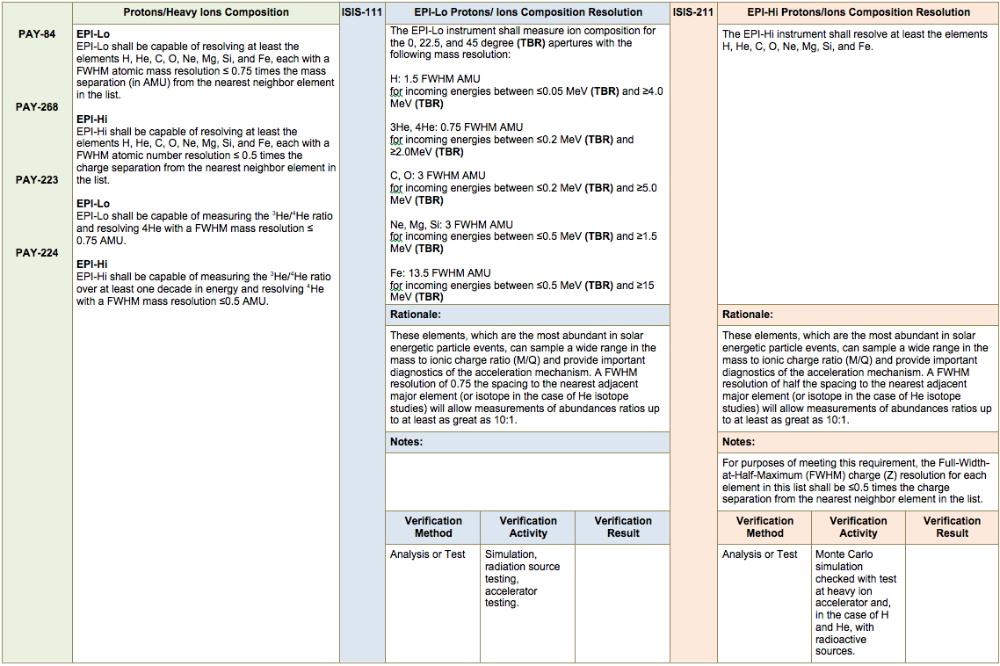 Protons/Heavy Ions Composition
ISIS-111
EPI-Lo Protons/ Ions Composition Resolution
ISIS-211
EPI-Hi Protons/Ions Composition Resolution
PAY-84
EPI-Lo
EPI-Lo shall be capable of resolving at least the
elements H, He, C, O, Ne, Mg, Si, and Fe, each with a
FWHM atomic mass resolution ≤ 0.75 times the mass
separation (in AMU) from the nearest neighbor element
in the list.
PAY-268
EPI-Hi
EPI-Hi shall be capable of resolving at least the
elements H, He, C, O, Ne, Mg, Si, and Fe, each with a
FWHM atomic number resolution ≤ 0.5 times the
charge separation from the nearest neighbor element in
the list.
PAY-223
EPI-Lo
EPI-Lo shall be capable of measuring the ³He/⁴He ratio
and resolving 4He with a FWHM mass resolution ≤
0.75 AMU.
PAY-224
EPI-Hi
EPI-Hi shall be capable of measuring the ³He/⁴He ratio
over at least one decade in energy and resolving ⁴He
with a FWHM mass resolution ≤0.5 AMU.
The EPI-Lo instrument shall measure ion composition for
the 0, 22.5, and 45 degree (TBR) apertures with the
following mass resolution:
H: 1.5 FWHM AMU
for incoming energies between ≤0.05 MeV (TBR) and ≥4.0
MeV (TBR)
3He, 4He: 0.75 FWHM AMU
for incoming energies between ≤0.2 MeV (TBR) and
≥2.0MeV (TBR)
C, O: 3 FWHM AMU
for incoming energies between ≤0.2 MeV (TBR) and ≥5.0
MeV (TBR)
Ne, Mg, Si: 3 FWHM AMU
for incoming energies between ≤0.5 MeV (TBR) and ≥1.5
MeV (TBR)
Fe: 13.5 FWHM AMU
for incoming energies between ≤0.5 MeV (TBR) and ≥15
MeV (TBR)
Rationale:
These elements, which are the most abundant in solar
energetic particle events, can sample a wide range in the
mass to ionic charge ratio (M/Q) and provide important
diagnostics of the acceleration mechanism. A FWHM
resolution of 0.75 the spacing to the nearest adjacent
major element (or isotope in the case of He isotope
studies) will allow measurements of abundances ratios up
to at least as great as 10:1.
Notes:
Verification
Method
Verification
Activity
Verification
Result
Analysis or Test
Simulation,
radiation source
testing,
accelerator
testing.
The EPI-Hi instrument shall resolve at least the elements
H, He, C, O, Ne, Mg, Si, and Fe.
Rationale:
These elements, which are the most abundant in solar
energetic particle events, can sample a wide range in the
mass to ionic charge ratio (M/Q) and provide important
diagnostics of the acceleration mechanism. A FWHM
resolution of half the spacing to the nearest adjacent
major element (or isotope in the case of He isotope
studies) will allow measurements of abundances ratios up
to at least as great as 10:1.
Notes:
For purposes of meeting this requirement, the Full-Width-
at-Half-Maximum (FWHM) charge (Z) resolution for each
element in this list shall be ≤0.5 times the charge
separation from the nearest neighbor element in the list.
Verification
Method
Verification
Activity
Verification
Result
Analysis or Test
Monte Carlo
simulation
checked with test
at heavy ion
accelerator and,
in the case of H
and He, with
radioactive
sources.